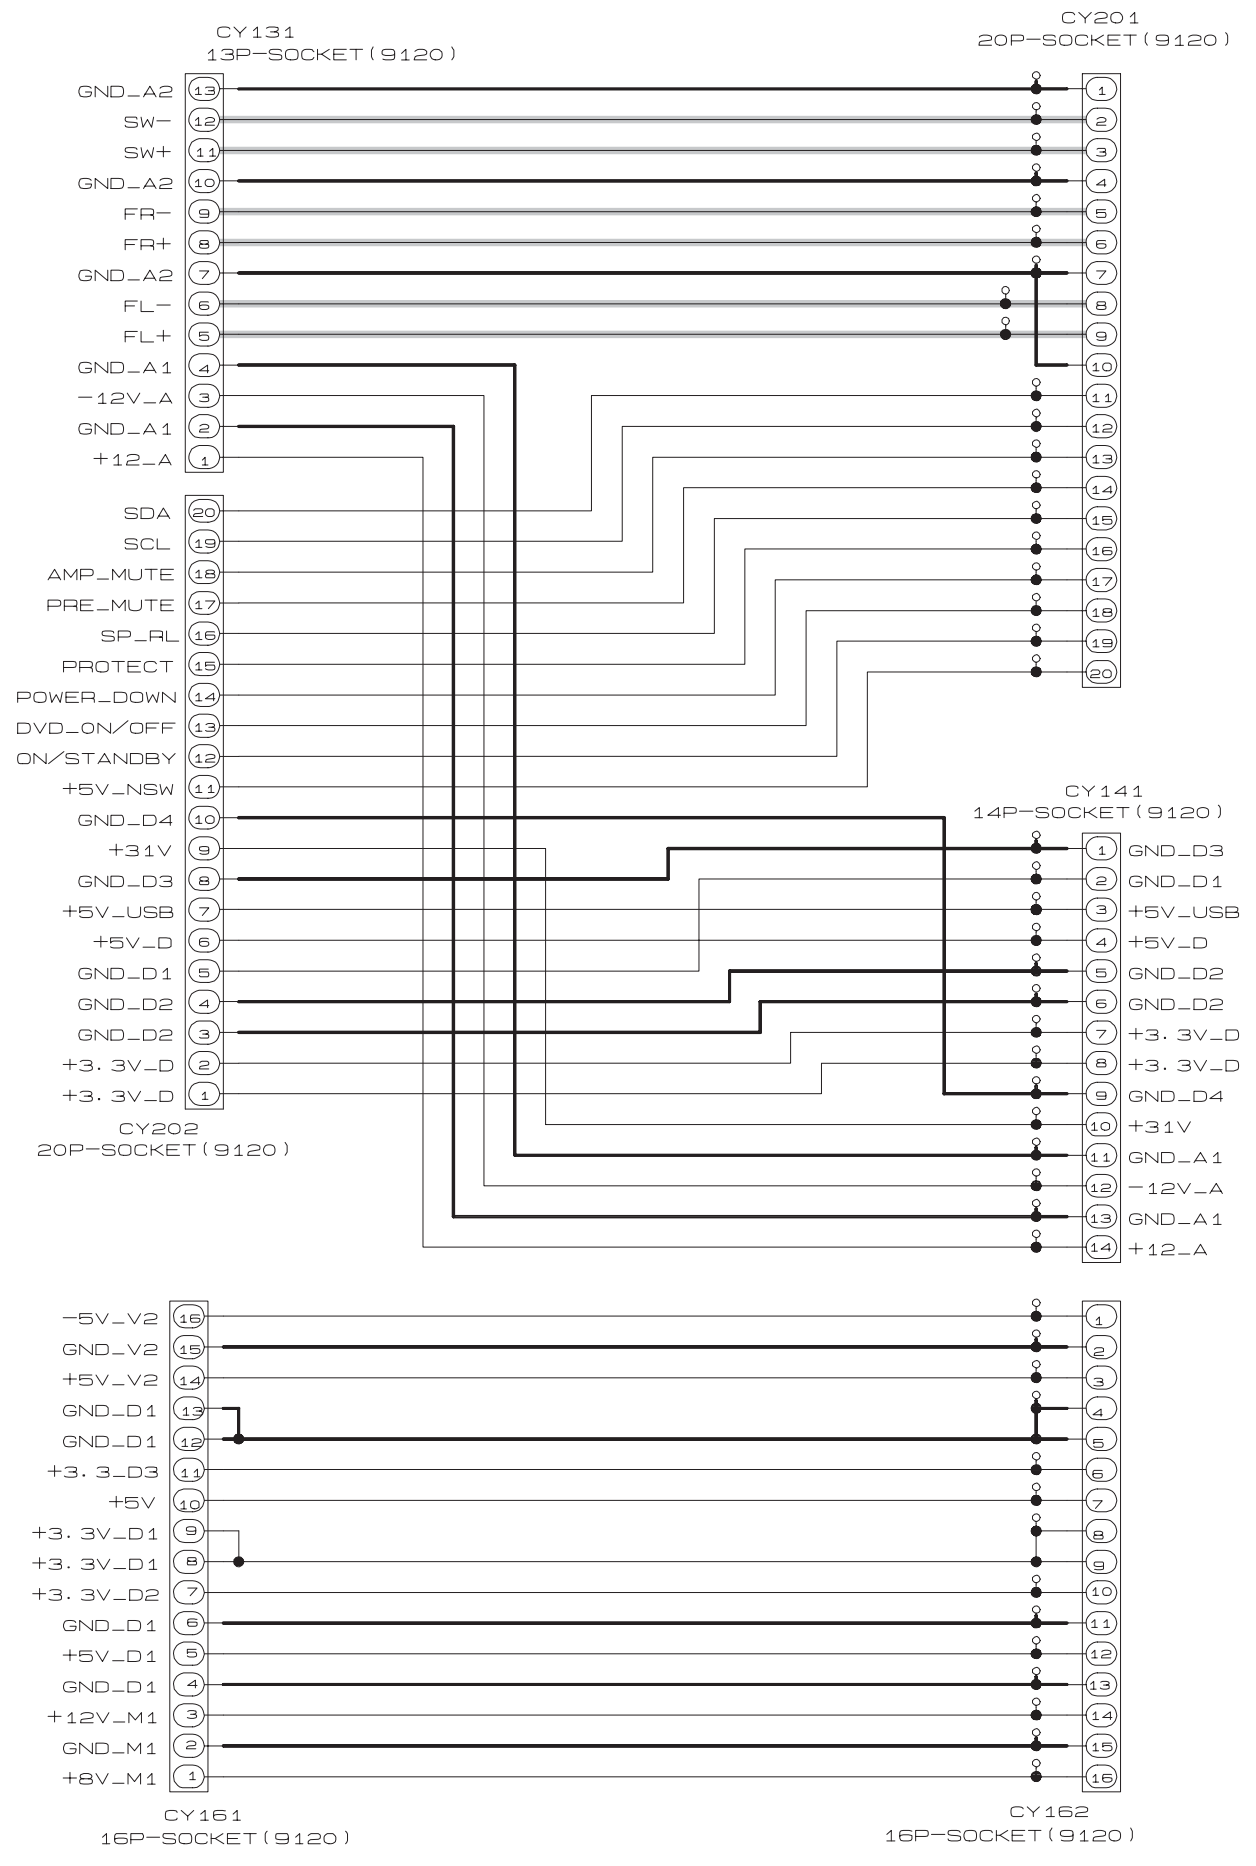 CY131
13P-SOCKET(9120)
GND_A2 13
SW- 12
SW+ 11
GND_A2 10
FR- 9
FR+ 8
GND_A2 7
FL- 6
FL+ 5
GND_A1 4
-12V_A 3
GND_A1 2
+12_A 1
CY201
20P-SOCKET(9120)
1
2
3
4
5
6
7
8
9
10
11
12
13
14
15
16
17
18
19
20
SDA 20
SCL 19
AMP_MUTE 18
PRE_MUTE 17
SP_RL 16
PROTECT 15
POWER_DOWN 14
DVD_ON/OFF 13
ON/STANDBY 12
+5V_NSW 11
GND_D4 10
+31V 9
GND_D3 8
+5V_USB 7
+5V_D 6
GND_D1 5
GND_D2 4
GND_D2 3
+3.3V_D 2
+3.3V_D 1
CY202
20P-SOCKET(9120)
CY141
14P-SOCKET(9120)
1 GND_D3
2 GND_D1
3 +5V_USB
4 +5V_D
5 GND_D2
6 GND_D2
7 +3.3V_D
8 +3.3V_D
9 GND_D4
10 +31V
11 GND_A1
12 -12V_A
13 GND_A1
14 +12_A
-5V_V2 16
GND_V2 15
+5V_V2 14
GND_D1 13
GND_D1 12
+3.3_D3 11
+5V 10
+3.3V_D1 9
+3.3V_D1 8
+3.3V_D2 7
GND_D1 6
+5V_D1 5
GND_D1 4
+12V_M1 3
GND_M1 2
+8V_M1 1
CY161
16P-SOCKET(9120)
1
2
3
4
5
6
7
8
9
10
11
12
13
14
15
16
CY162
16P-SOCKET(9120)